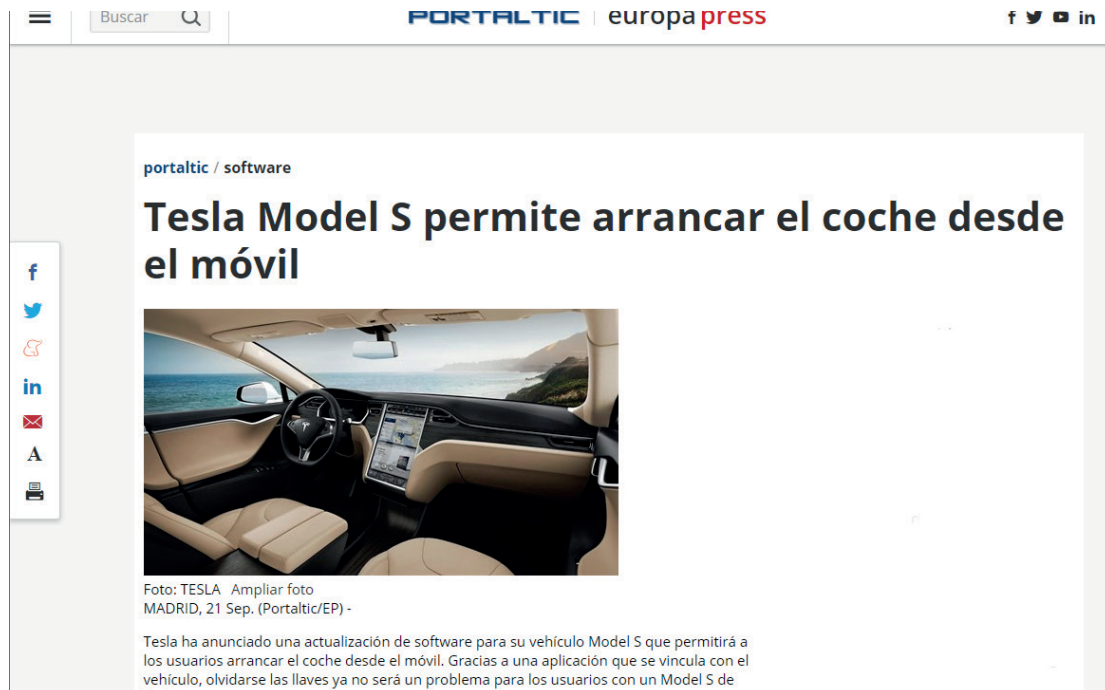 Buscar
PORTALTIC | europa press
portaltic / software
Tesla Model S permite arrancar el coche desde
el móvil
Foto: TESLA Ampliar foto
MADRID, 21 Sep. (Portaltic/EP) -
Tesla ha anunciado una actualización de software para su vehículo Model S que permitirá a
los usuarios arrancar el coche desde el móvil. Gracias a una aplicación que se vincula con el
vehículo, olvidarse las llaves ya no será un problema para los usuarios con un Model S de